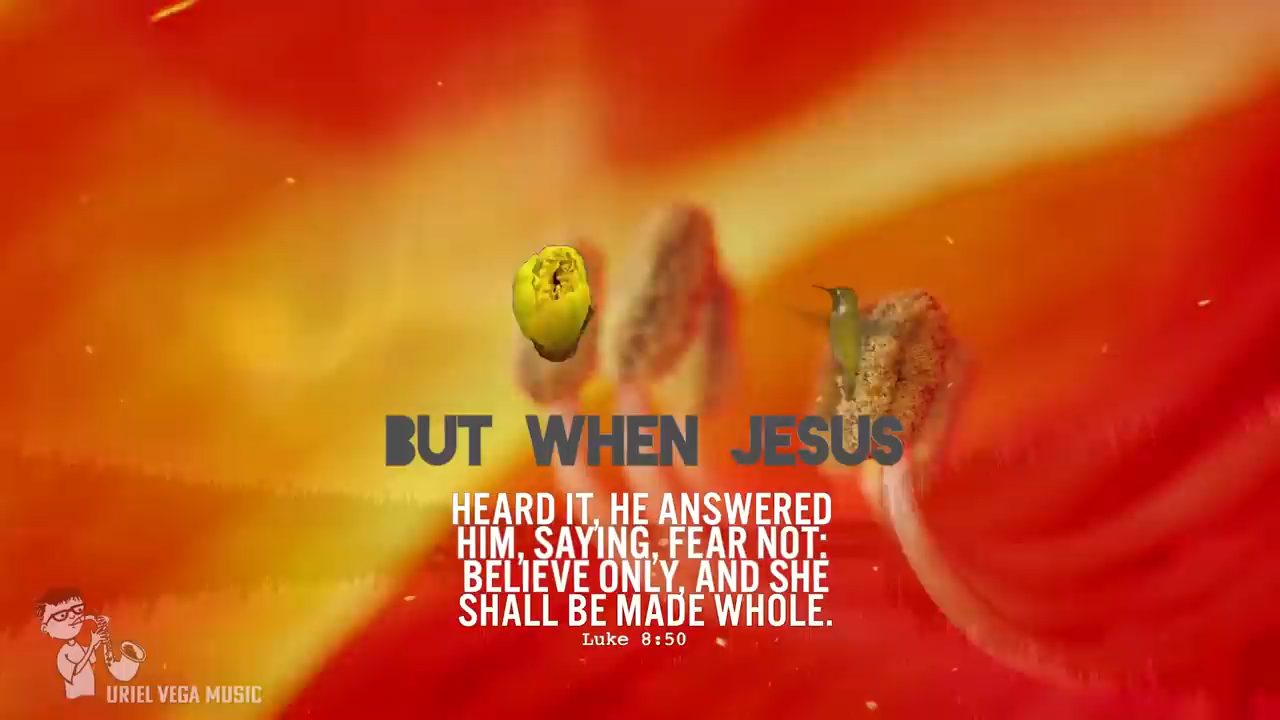 BUT WHEN JESUS
HEARD IT, HE ANSWERED
HIM, SAYING, FEAR NOT:
BELIEVE ONLY, AND SHE
SHALL BE MADE WHOLE.
Luke 8:50
URIEL VEGA MUSIC